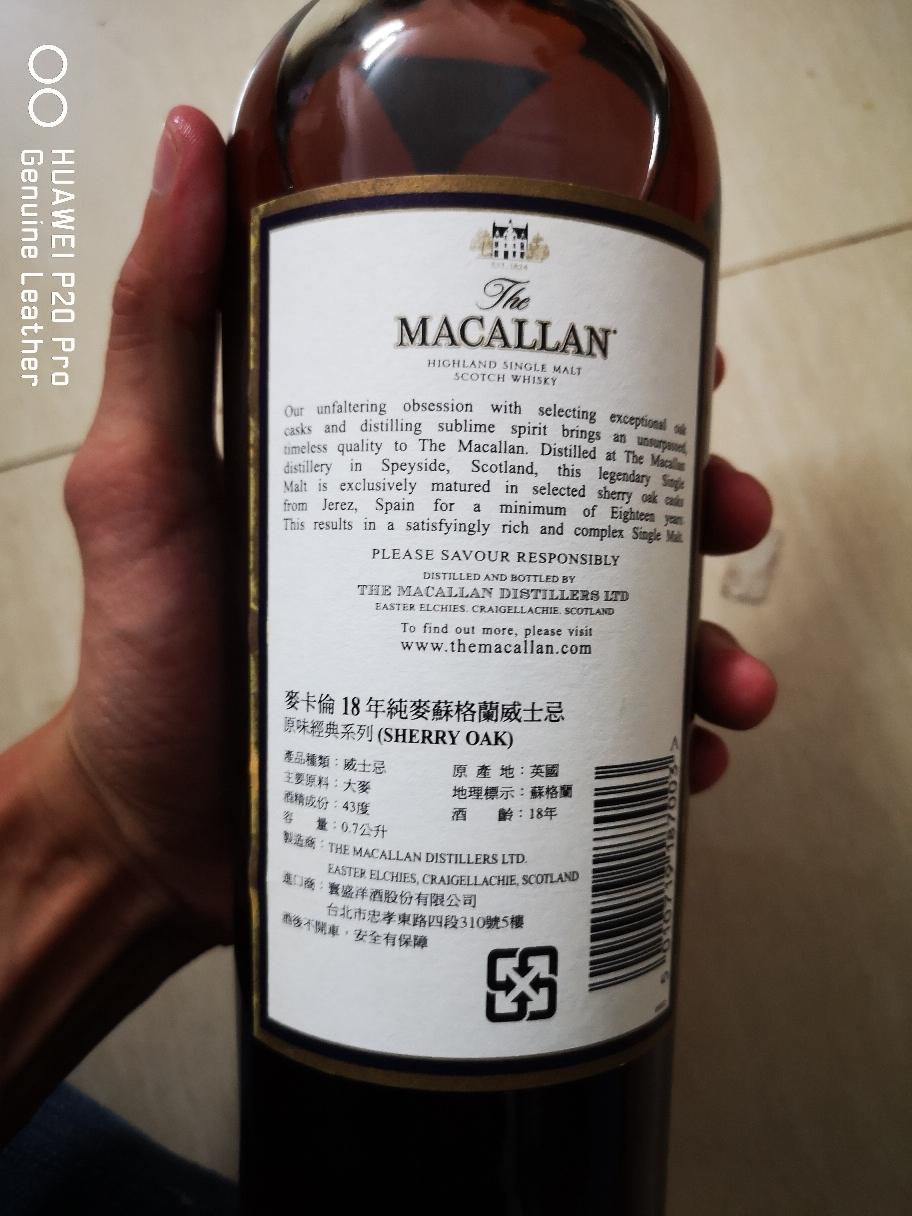 HUAWEI P20 Pro
Genuine Leather
EST. 1824
The
MACALLAN
HIGHLAND SINGLE MALT
SCOTCH WHISKY
Our unfaltering obsession with selecting exceptional oak
casks and distilling sublime spirit brings an unsurpassed,
timeless quality to The Macallan. Distilled at The Macallan
distillery in Speyside, Scotland, this legendary Single
Malt is exclusively matured in selected sherry oak casks
from Jerez, Spain for a minimum of Eighteen years.
This results in a satisfyingly rich and complex Single Malt.
PLEASE SAVOUR RESPONSIBLY
DISTILLED AND BOTTLED BY
THE MACALLAN DISTILLERS LTD
EASTER ELCHIES, CRAIGELLACHIE, SCOTLAND
To find out more, please visit
www.themacallan.com
麥卡倫 18 年純麥蘇格蘭威士忌
原味經典系列 (SHERRY OAK)
產品種類：威士忌 原產地：英國
主要原料：大麥 地理標示：蘇格蘭
酒精成份：43度 酒齡：18年
容量：0.7公升
製造商：THE MACALLAN DISTILLERS LTD.
EASTER ELCHIES, CRAIGELLACHIE, SCOTLAND
進口商：寰盛洋酒股份有限公司
台北市忠孝東路四段310號5樓
酒後不開車，安全有保障